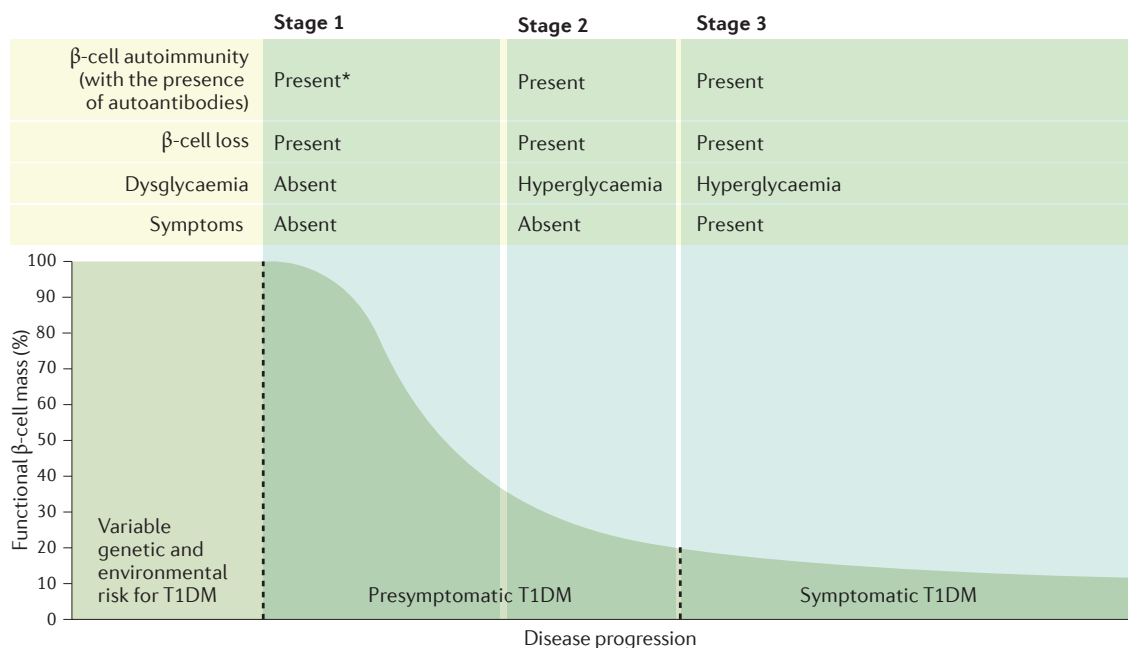 Stage 1 Stage 2 Stage 3
β-cell autoimmunity
(with the presence
of autoantibodies)
Present* Present Present
β-cell loss Present Present Present
Dysglycaemia Absent Hyperglycaemia Hyperglycaemia
Symptoms Absent Absent Present
Functional β-cell mass (%)
100
90
80
70
60
50
40
30
20
10
0
Variable
genetic and
environmental
risk for T1DM
Presymptomatic T1DM
Symptomatic T1DM
Disease progression